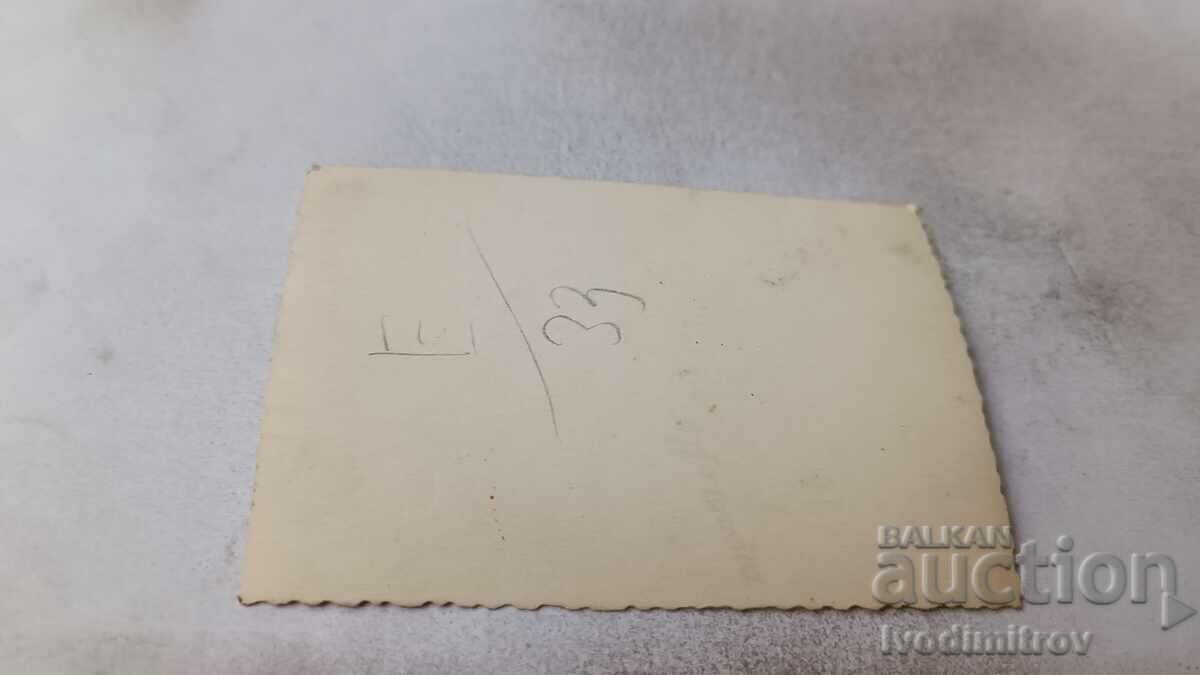 / 33
BALKAN
auction
Ivodimitrov